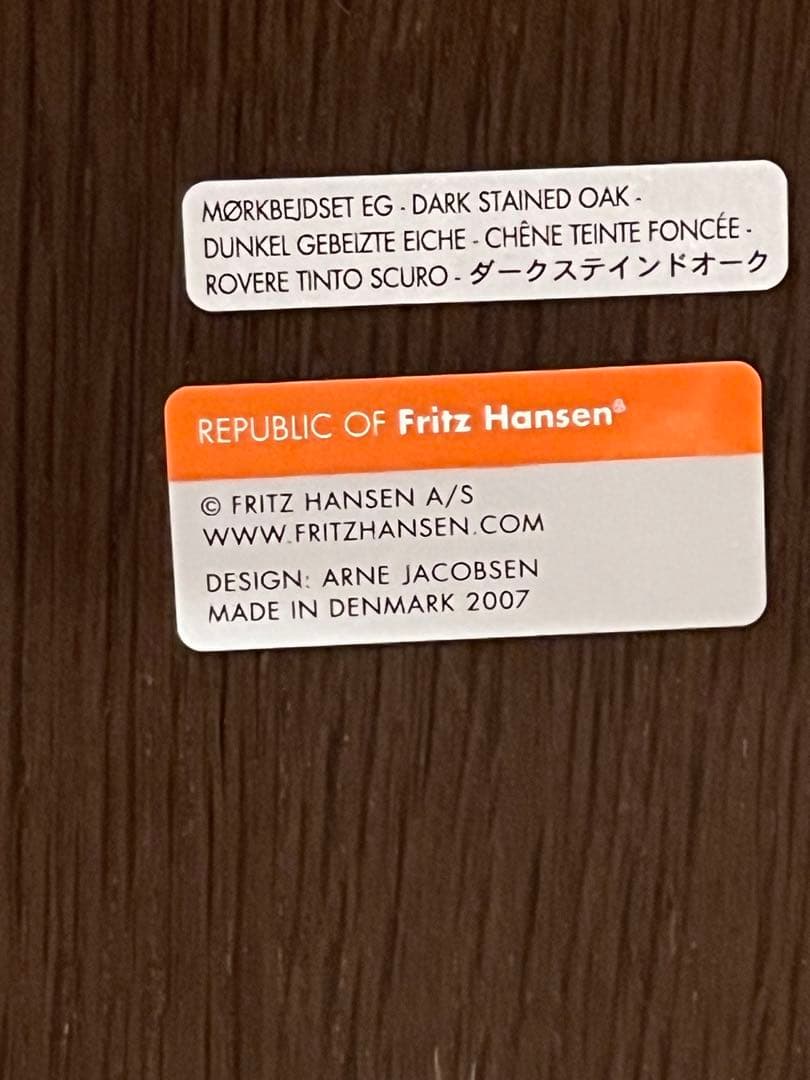 MØRKBEJDSET EG - DARK STAINED OAK -
DUNKEL GEBEIZTE EICHE - CHÊNE TEINTE FONCÉE -
ROVERE TINTO SCURO - ダークステインドオーク
REPUBLIC OF Fritz Hansen®
© FRITZ HANSEN A/S
WWW.FRITZHANSEN.COM
DESIGN: ARNE JACOBSEN
MADE IN DENMARK 2007